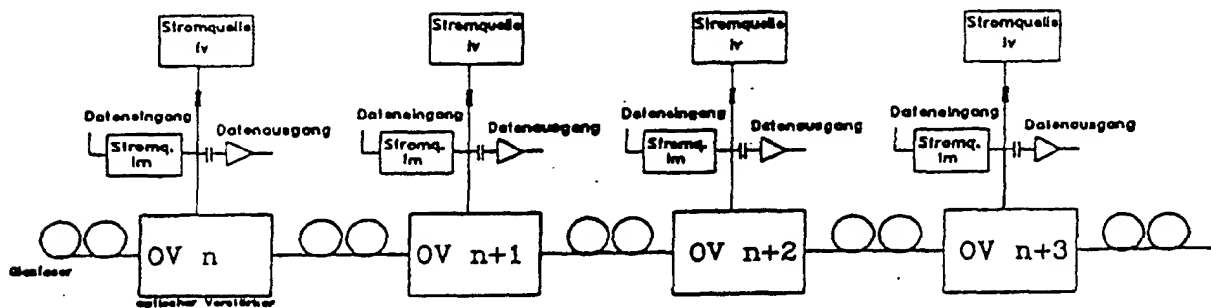 Stromquelle
Iv
Stromquelle
Iv
Stromquelle
Iv
Stromquelle
Iv
Dateneingang
Datenausgang
Stromq.
Im
Dateneingang
Datenausgang
Stromq.
Im
Dateneingang
Datenausgang
Stromq.
Im
Dateneingang
Datenausgang
Stromq.
Im
Glasfaser
OV n
OV n+1
OV n+2
OV n+3
optischer Verstärker